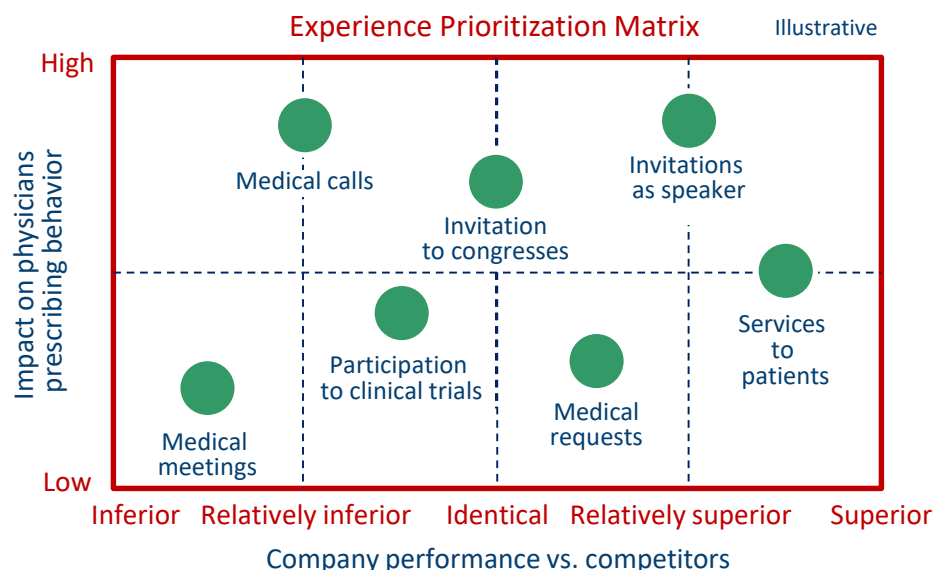 Experience Prioritization Matrix
Illustrative
High
Impact on physicians
prescribing behavior
Medical calls
Invitation
to congresses
Invitations
as speaker
Participation
to clinical trials
Services
to
patients
Medical
meetings
Medical
requests
Low
Inferior
Relatively inferior
Identical
Relatively superior
Superior
Company performance vs. competitors